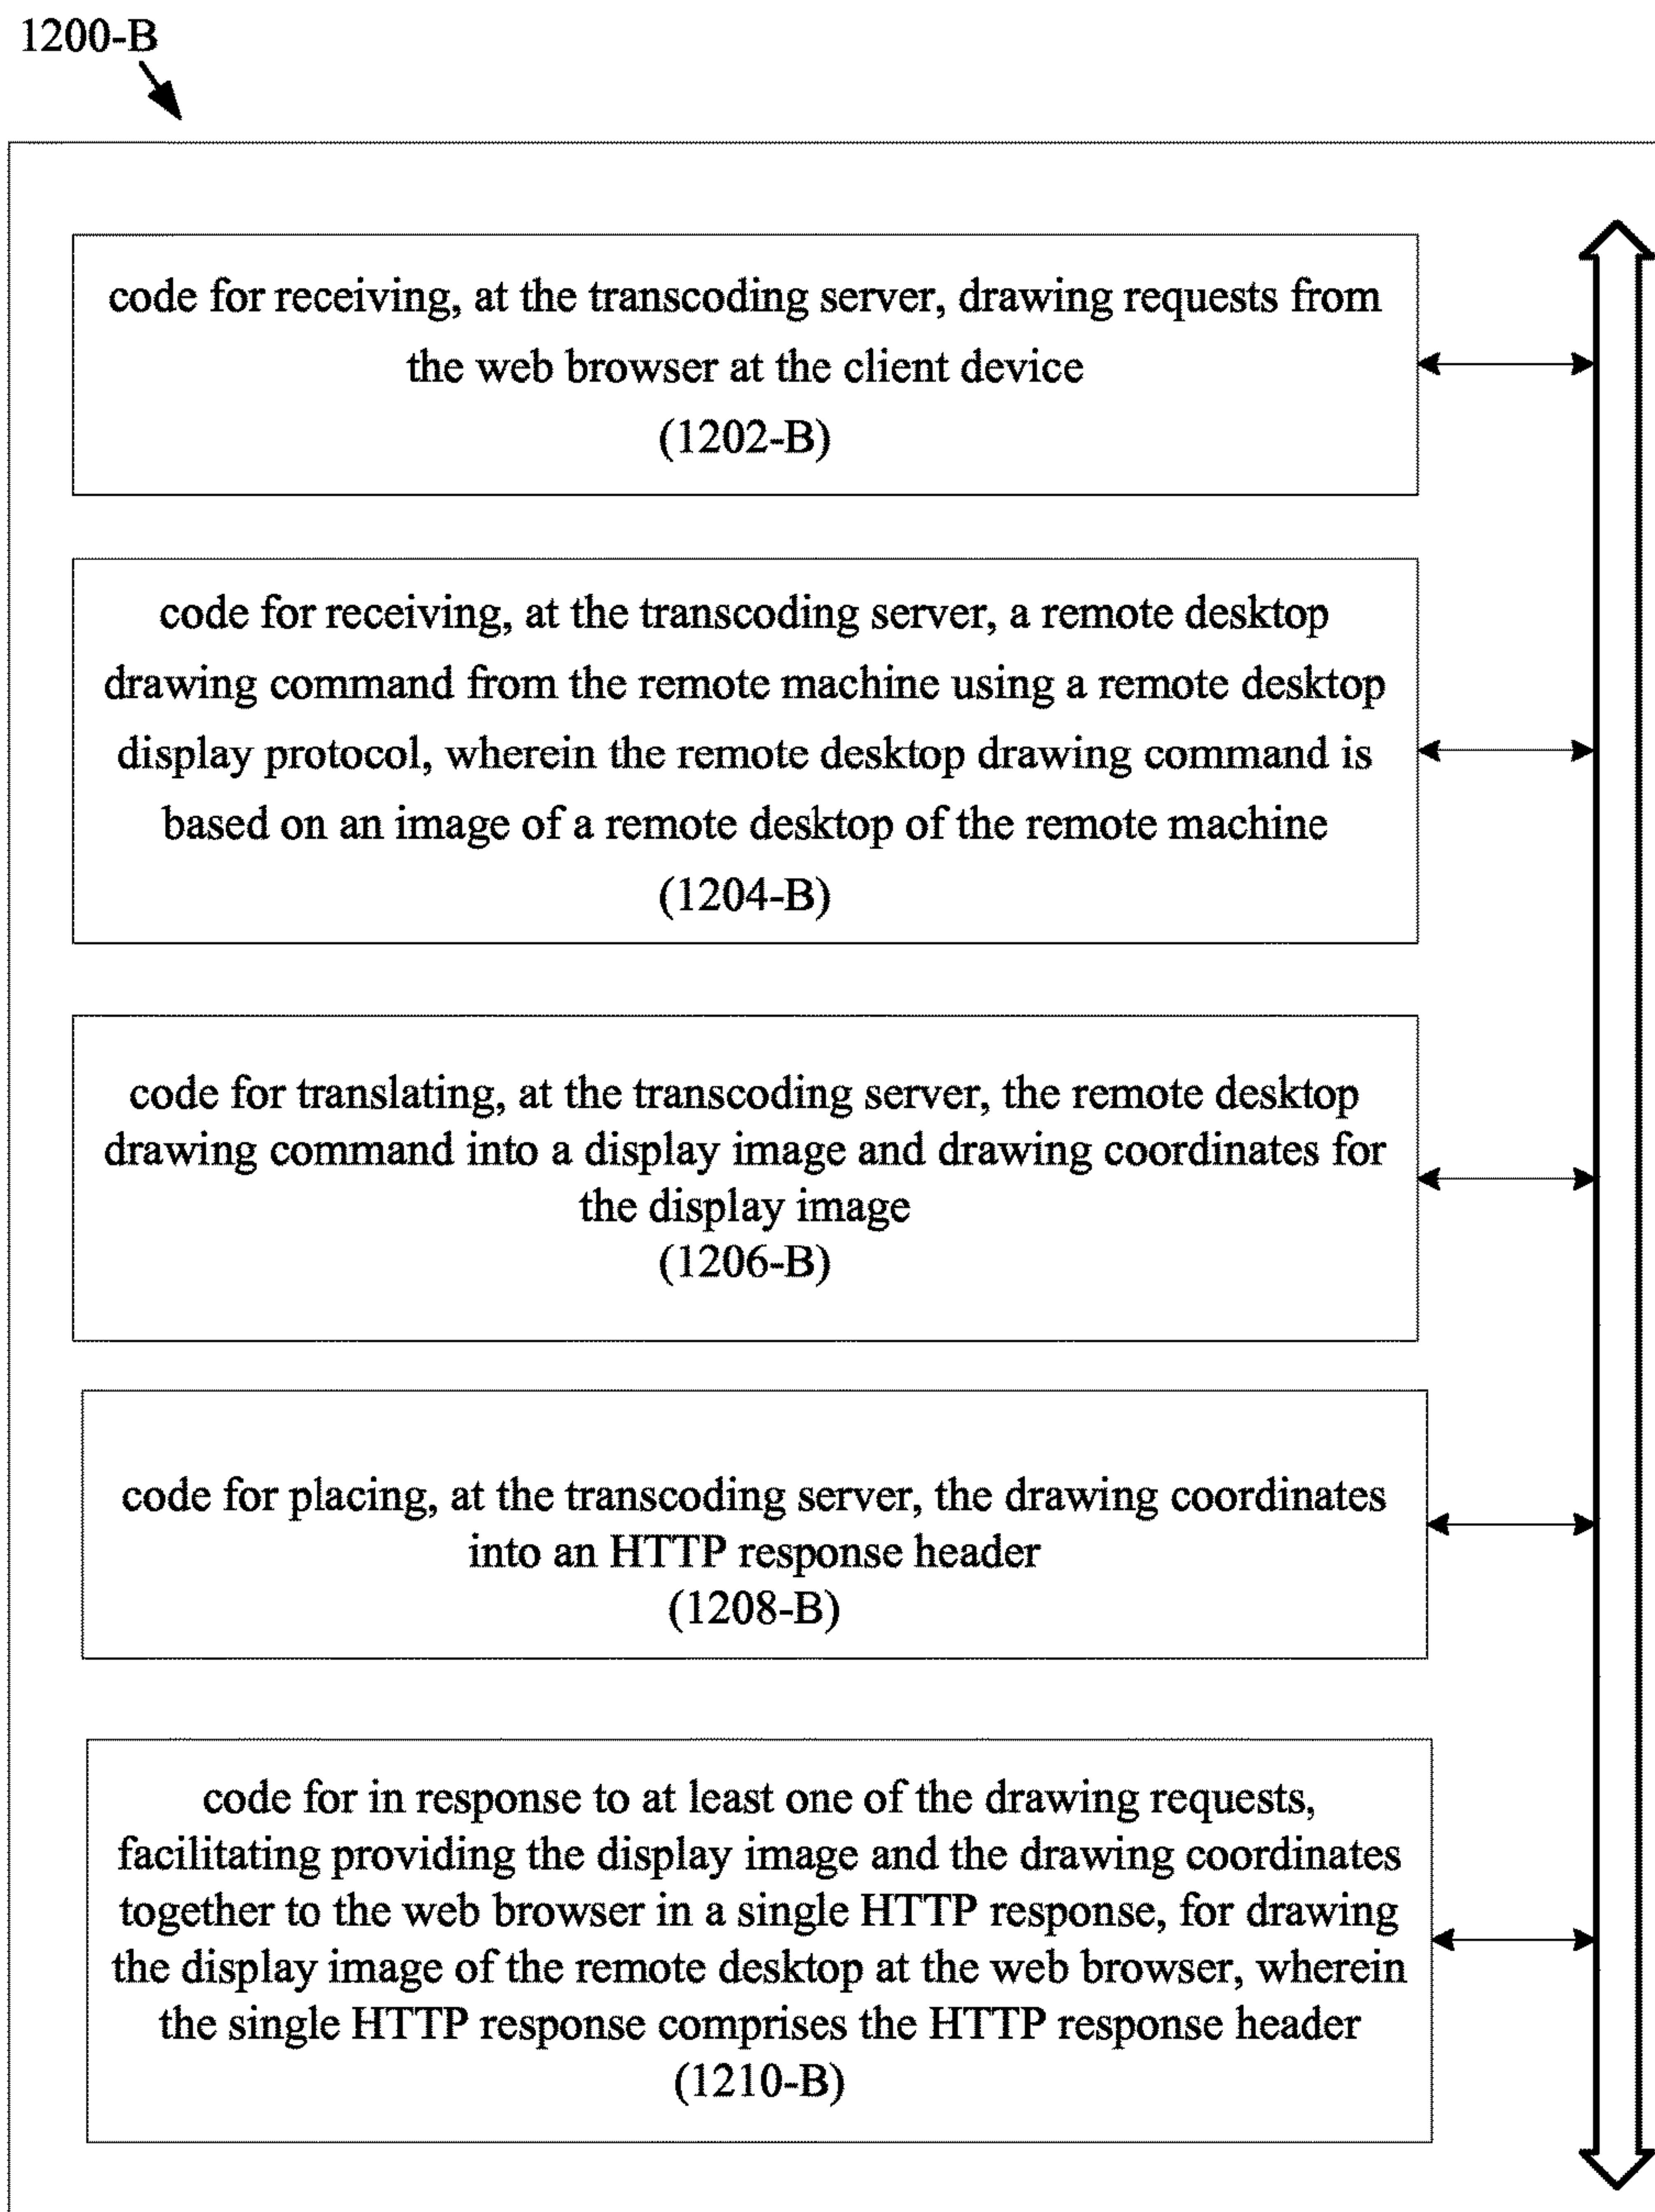 1200-B
code for receiving, at the transcoding server, drawing requests from
the web browser at the client device
(1202-B)
code for receiving, at the transcoding server, a remote desktop
drawing command from the remote machine using a remote desktop
display protocol, wherein the remote desktop drawing command is
based on an image of a remote desktop of the remote machine
(1204-B)
code for translating, at the transcoding server, the remote desktop
drawing command into a display image and drawing coordinates for
the display image
(1206-B)
code for placing, at the transcoding server, the drawing coordinates
into an HTTP response header
(1208-B)
code for in response to at least one of the drawing requests,
facilitating providing the display image and the drawing coordinates
together to the web browser in a single HTTP response, for drawing
the display image of the remote desktop at the web browser, wherein
the single HTTP response comprises the HTTP response header
(1210-B)